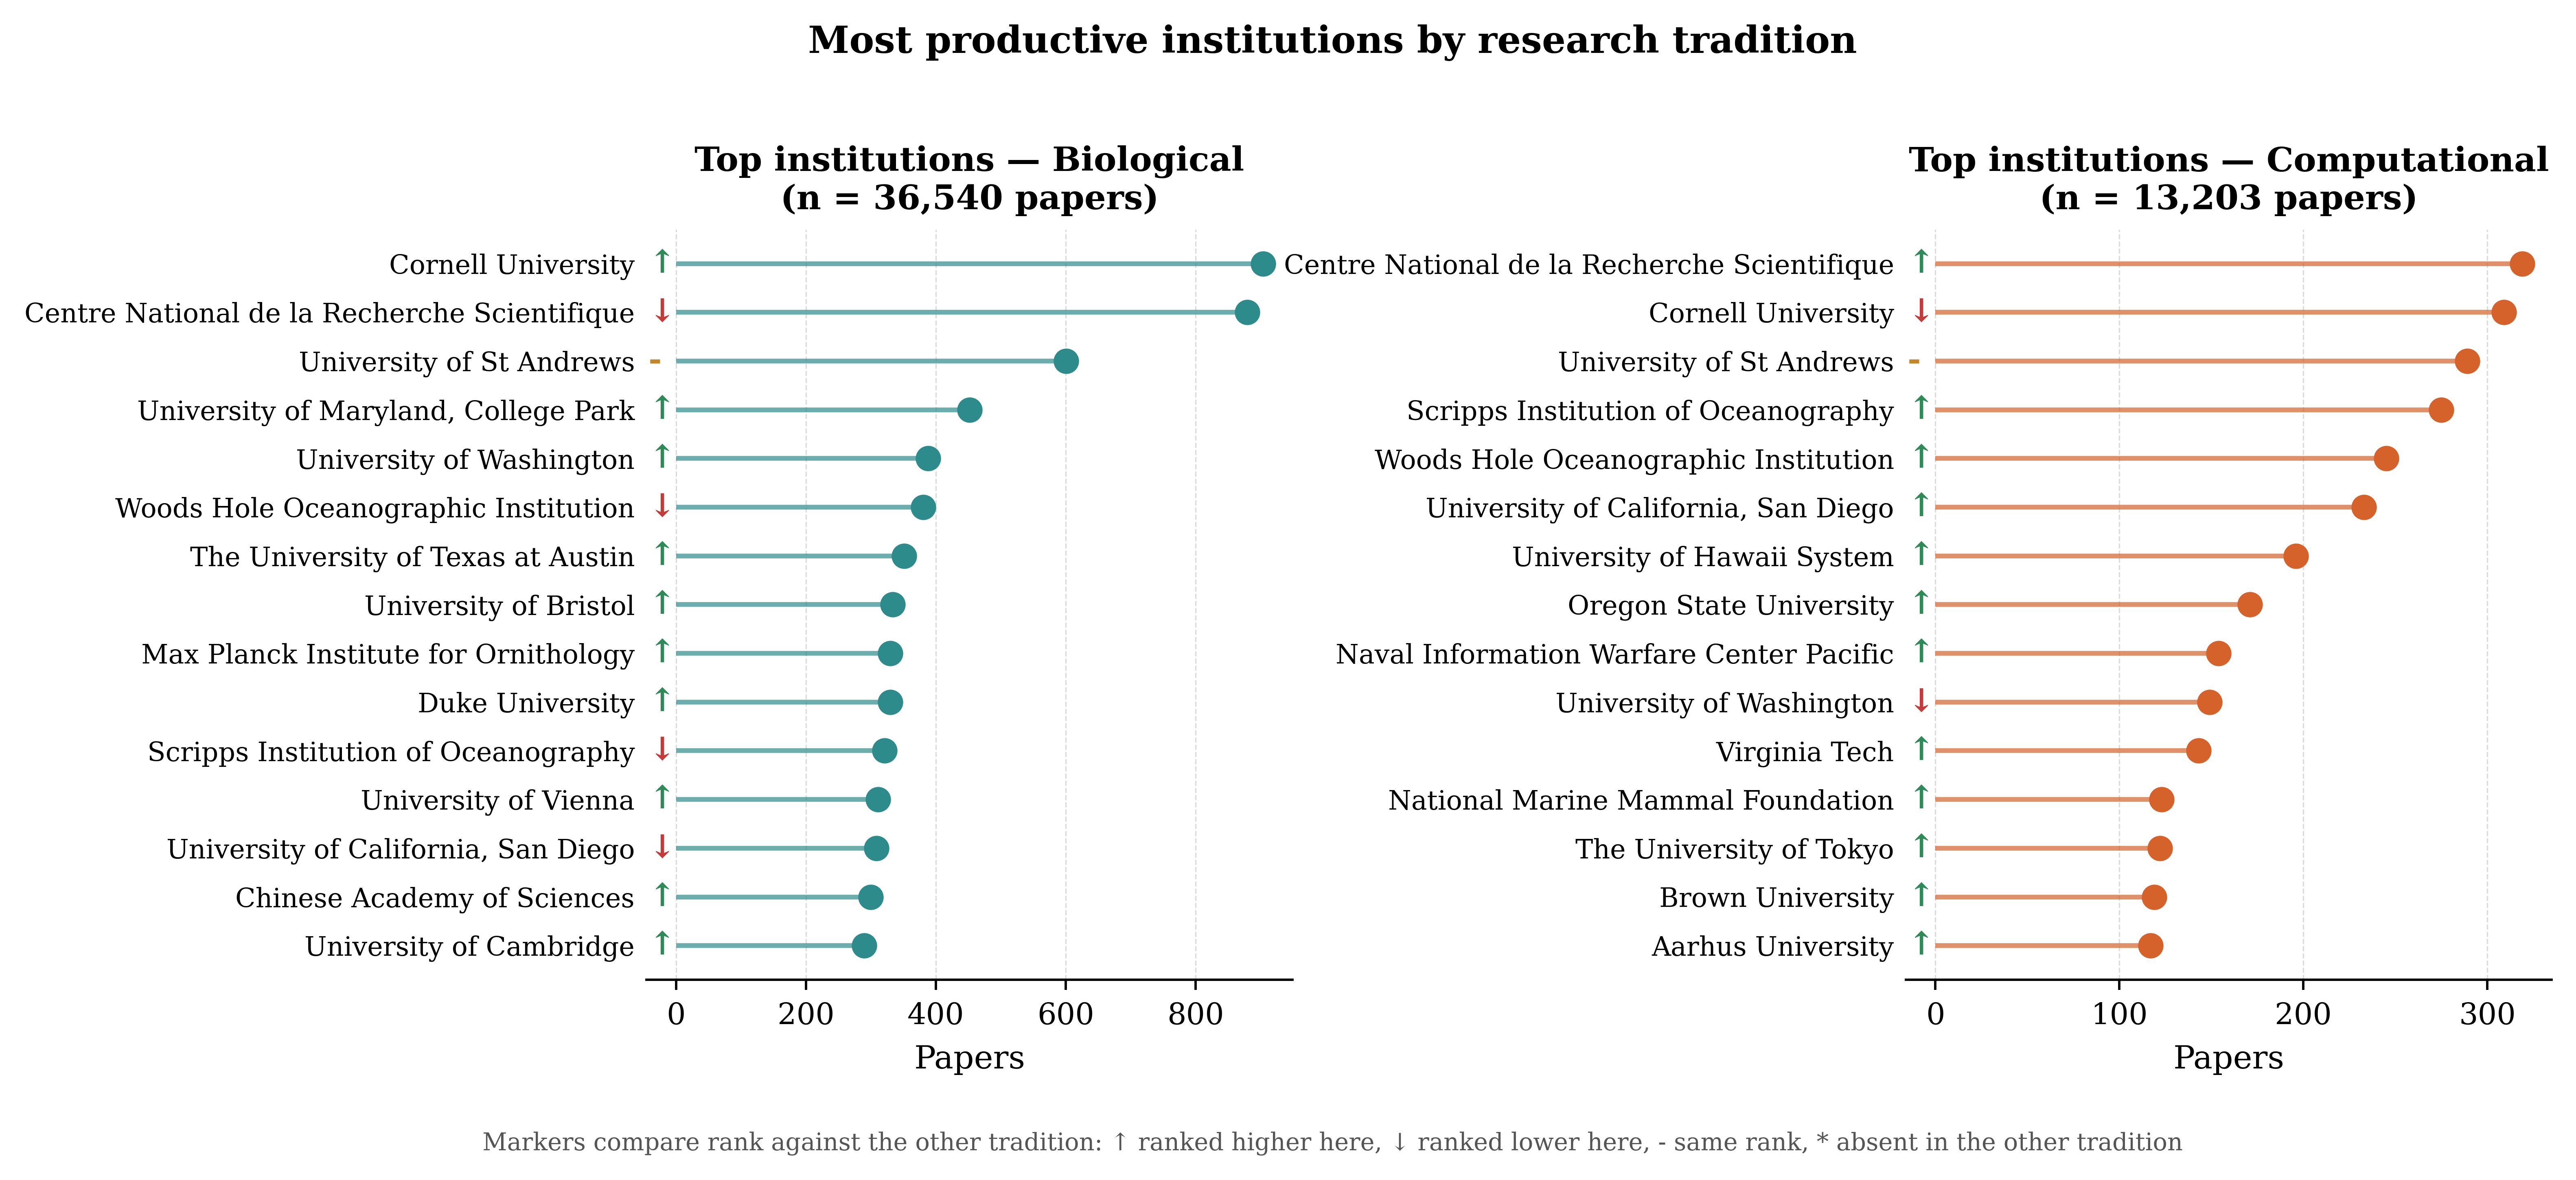 Most productive institutions by research tradition
Top institutions — Biological
(n = 36,540 papers)
Cornell University ↑
Centre National de la Recherche Scientifique ↓
University of St Andrews -
University of Maryland, College Park ↑
University of Washington ↑
Woods Hole Oceanographic Institution ↓
The University of Texas at Austin ↑
University of Bristol ↑
Max Planck Institute for Ornithology ↑
Duke University ↑
Scripps Institution of Oceanography ↓
University of Vienna ↑
University of California, San Diego ↓
Chinese Academy of Sciences ↑
University of Cambridge ↑
0 200 400 600 800
Papers
Top institutions — Computational
(n = 13,203 papers)
Centre National de la Recherche Scientifique ↑
Cornell University ↓
University of St Andrews -
Scripps Institution of Oceanography ↑
Woods Hole Oceanographic Institution ↑
University of California, San Diego ↑
University of Hawaii System ↑
Oregon State University ↑
Naval Information Warfare Center Pacific ↑
University of Washington ↓
Virginia Tech ↑
National Marine Mammal Foundation ↑
The University of Tokyo ↑
Brown University ↑
Aarhus University ↑
0 100 200 300
Papers
Markers compare rank against the other tradition: ↑ ranked higher here, ↓ ranked lower here, - same rank, * absent in the other tradition